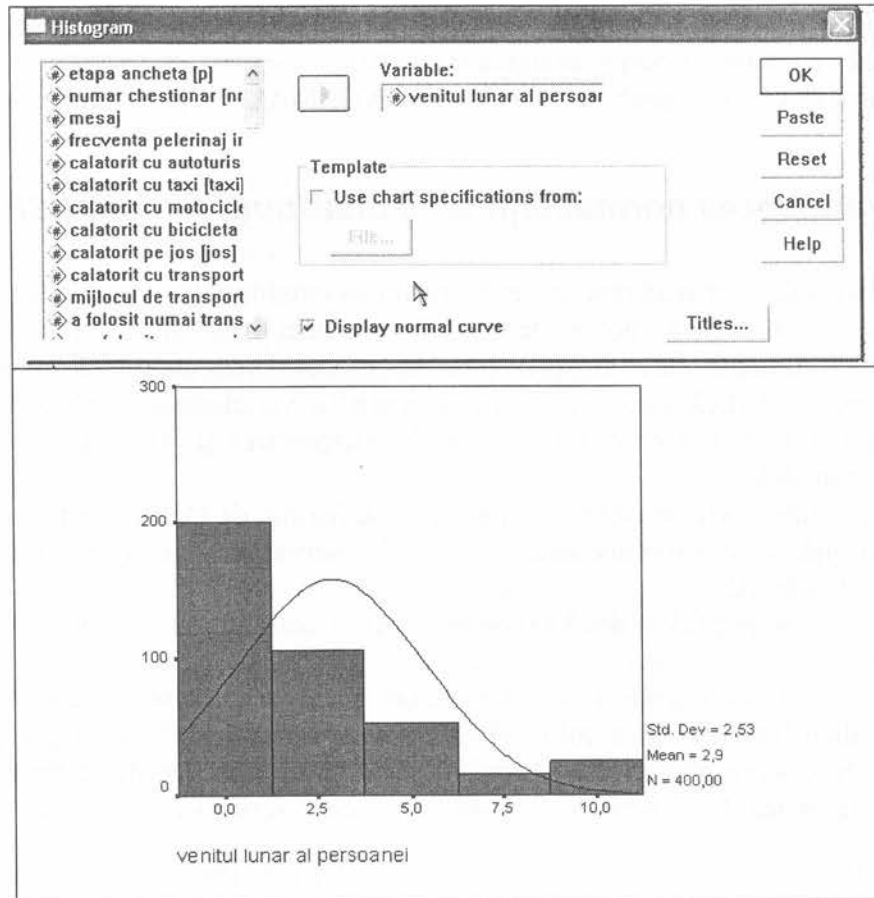 Histogram
etapa ancheta [p]
numar chestionar [nr
mesaj
frecventa pelerinaj ir
calatorit cu autoturis
calatorit cu taxi [taxi]
calatorit cu motocicle
calatorit cu bicicleta
calatorit pe jos [jos]
calatorit cu transport
mijlocul de transport
a folosit numai trans
Variable:
venitul lunar al persoar
Template
Use chart specifications from:
File...
Display normal curve
OK
Paste
Reset
Cancel
Help
Titles...
300
200
100
0
0,0 2,5 5,0 7,5 10,0
Std. Dev = 2,53
Mean = 2,9
N = 400,00
venitul lunar al persoanei